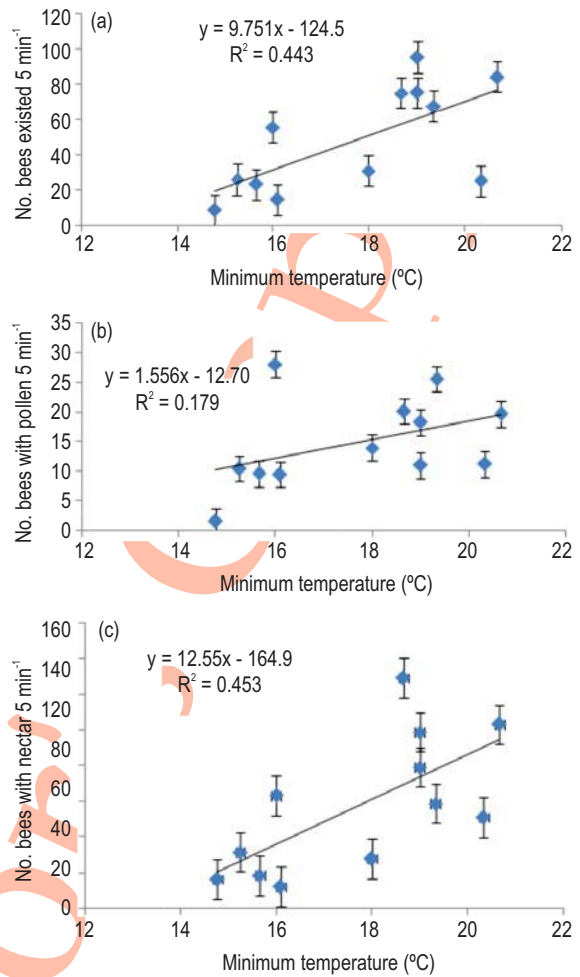 (a)
y = 9.751x - 124.5
R² = 0.443
No. bees existed 5 min⁻¹
120
100
80
60
40
20
0
12 14 16 18 20 22
Minimum temperature (ºC)
(b)
y = 1.556x - 12.70
R² = 0.179
No. bees with pollen 5 min⁻¹
35
30
25
20
15
10
5
0
12 14 16 18 20 22
Minimum temperature (ºC)
(c)
y = 12.55x - 164.9
R² = 0.453
No. bees with nectar 5 min⁻¹
160
140
120
100
80
60
40
20
0
12 14 16 18 20 22
Minimum temperature (ºC)